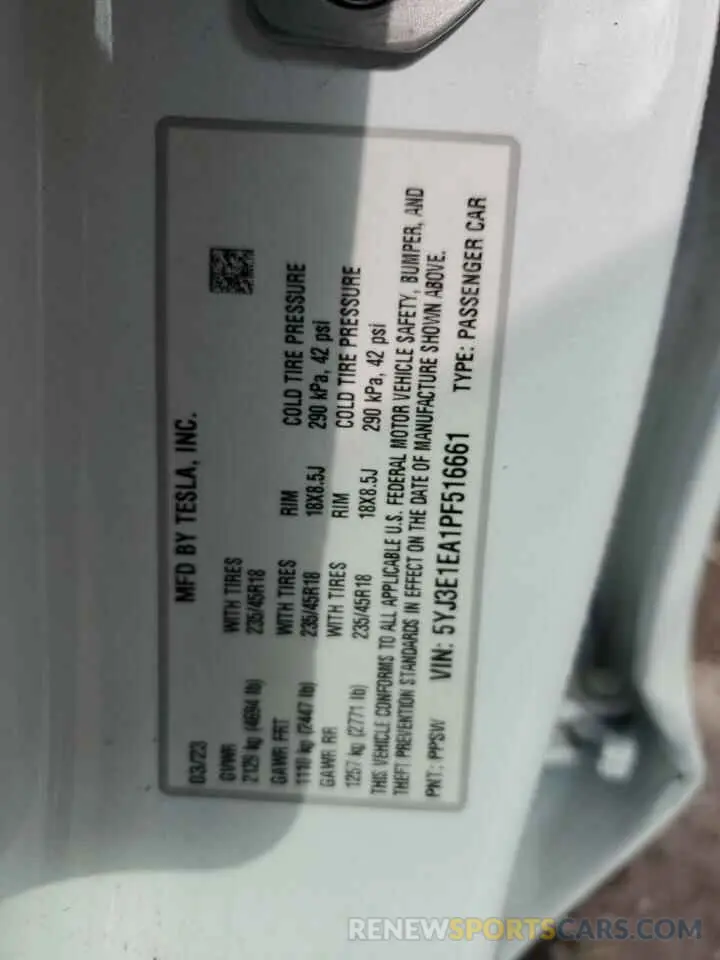 MFD BY TESLA, INC.
03/23
GVWR WITH TIRES
2129 kg (4694 lb) 235/45R18
GAWR FRT WITH TIRES RIM COLD TIRE PRESSURE
1110 kg (2447 lb) 235/45R18 18X8.5J 290 kPa, 42 psi
GAWR RR WITH TIRES RIM COLD TIRE PRESSURE
1257 kg (2771 lb) 235/45R18 18X8.5J 290 kPa, 42 psi
THIS VEHICLE CONFORMS TO ALL APPLICABLE U.S. FEDERAL MOTOR VEHICLE SAFETY, BUMPER, AND
THEFT PREVENTION STANDARDS IN EFFECT ON THE DATE OF MANUFACTURE SHOWN ABOVE.
PNT: PPSW VIN: 5YJ3E1EA1PF516661 TYPE: PASSENGER CAR
RENEWSPORTSCARS.COM